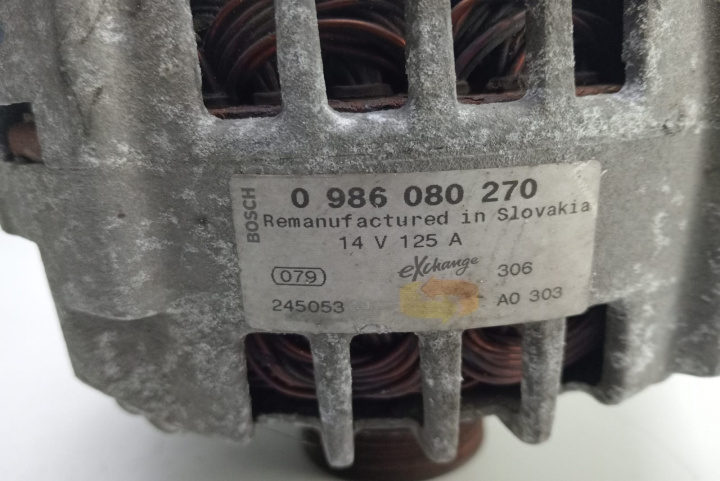 BOSCH
0 986 080 270
Remanufactured in Slovakia
14 V 125 A
079 eXchange 306
245053 A0 303